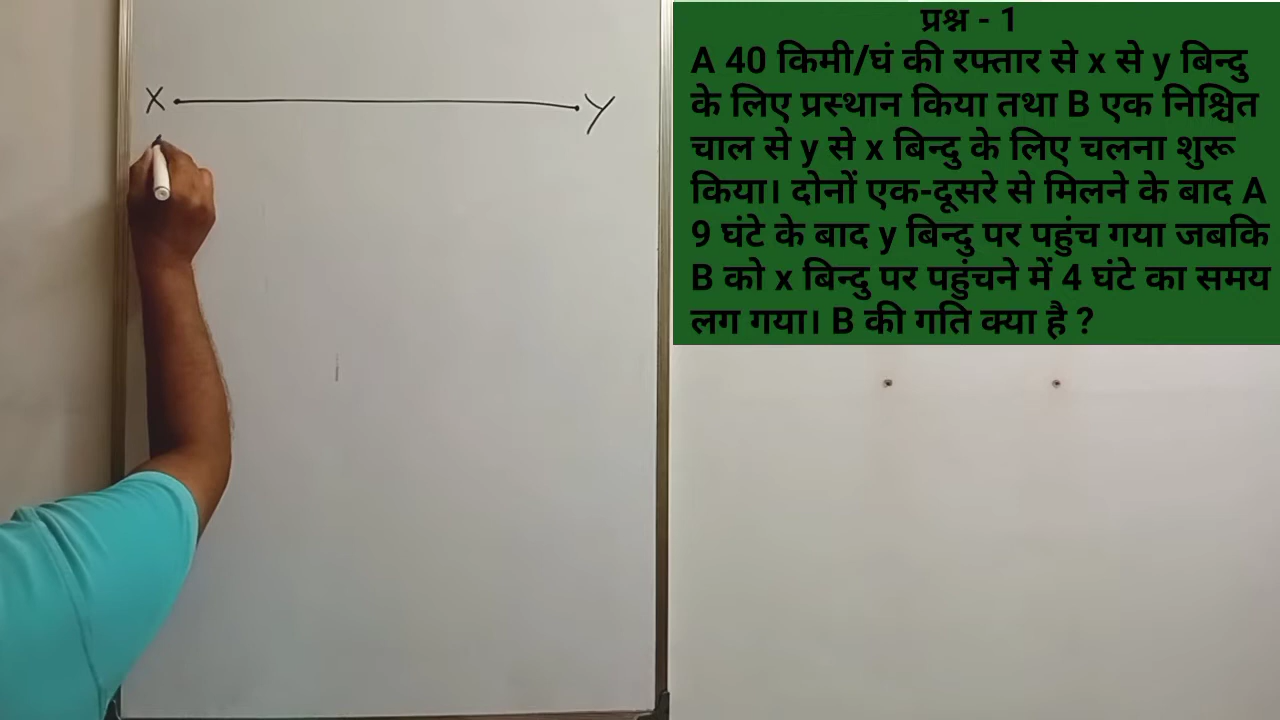 X Y
प्रश्न - 1
A 40 किमी/घं की रफ्तार से x से y बिन्दु
के लिए प्रस्थान किया तथा B एक निश्चित
चाल से y से x बिन्दु के लिए चलना शुरू
किया। दोनों एक-दूसरे से मिलने के बाद A
9 घंटे के बाद y बिन्दु पर पहुंच गया जबकि
B को x बिन्दु पर पहुंचने में 4 घंटे का समय
लग गया। B की गति क्या है ?